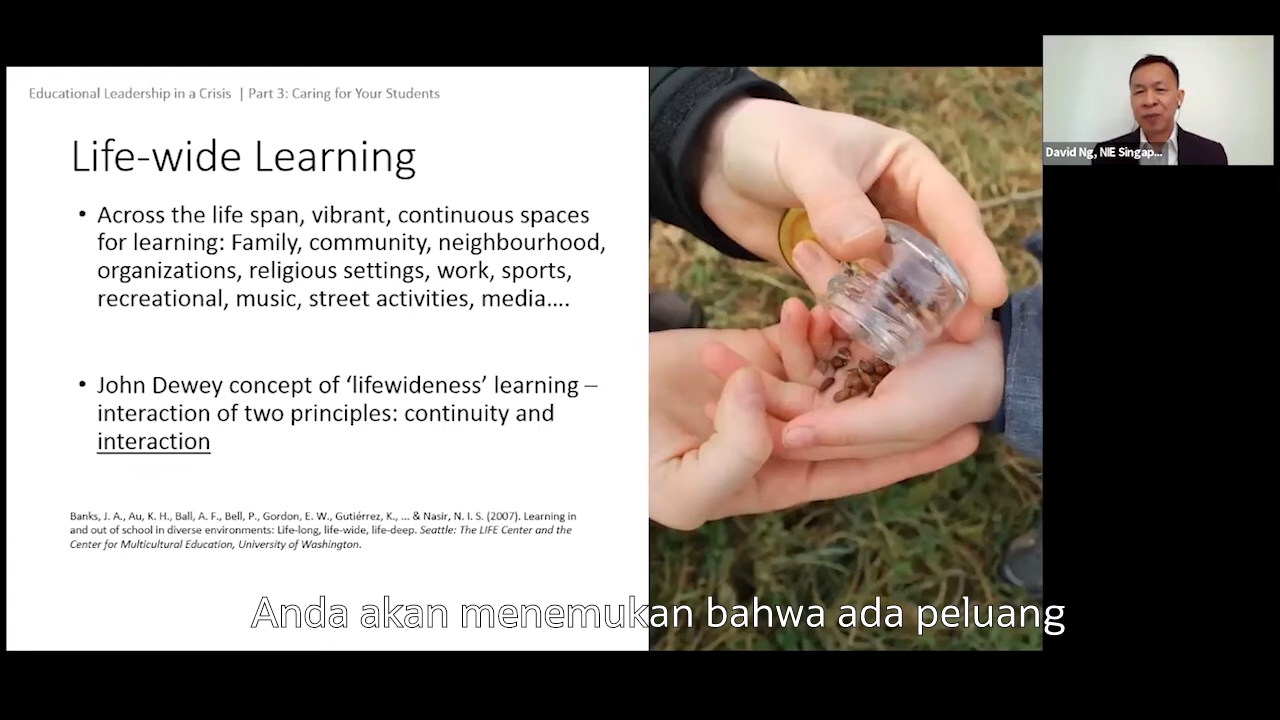 Educational Leadership in a Crisis | Part 3: Caring for Your Students
Life-wide Learning
• Across the life span, vibrant, continuous spaces
for learning: Family, community, neighbourhood,
organizations, religious settings, work, sports,
recreational, music, street activities, media....
• John Dewey concept of ‘lifewideness’ learning –
interaction of two principles: continuity and
interaction
Banks, J. A., Au, K. H., Ball, A. F., Bell, P., Gordon, E. W., Gutiérrez, K., ... & Nasir, N. I. S. (2007). Learning in
and out of school in diverse environments: Life-long, life-wide, life-deep. Seattle: The LIFE Center and the
Center for Multicultural Education, University of Washington.
David Ng, NIE Singap...
Anda akan menemukan bahwa ada peluang